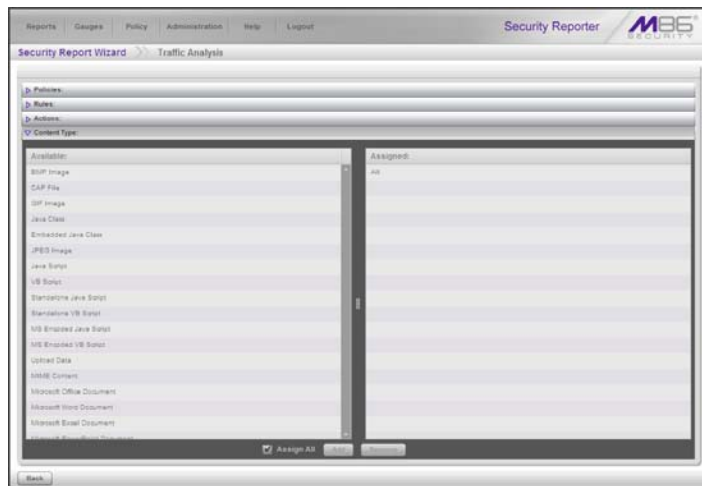 Reports Gauges Policy Administration Help Logout
Security Reporter
M86 SECURITY
Security Report Wizard Traffic Analysis
Policies:
Rules:
Actions:
Content Type:
Available:
BMP Image
CAP File
GIF Image
Java Class
Embedded Java Class
JPEG Image
Java Script
VB Script
Standalone Java Script
Standalone VB Script
MS Encoded Java Script
MS Encoded VB Script
Upload Data
MIME Content
Microsoft Office Document
Microsoft Word Document
Microsoft Excel Document
Microsoft PowerPoint Document
Assigned:
All
Assign All Add Remove
Back